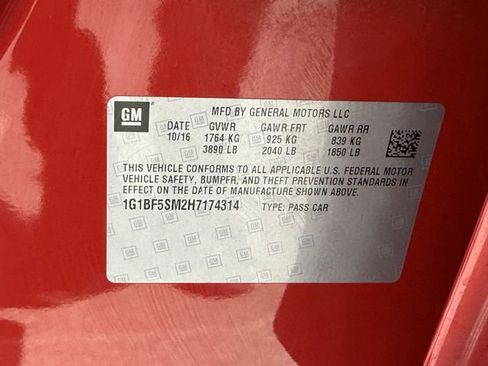 GM MFD BY GENERAL MOTORS LLC
DATE GVWR GAWR FRT GAWR RR
10/16 1764 KG 925 KG 839 KG
3890 LB 2040 LB 1850 LB
THIS VEHICLE CONFORMS TO ALL APPLICABLE U.S. FEDERAL MOTOR
VEHICLE SAFETY, BUMPER, AND THEFT PREVENTION STANDARDS IN
EFFECT ON THE DATE OF MANUFACTURE SHOWN ABOVE.
1G1BF5SM2H7174314 TYPE: PASS CAR